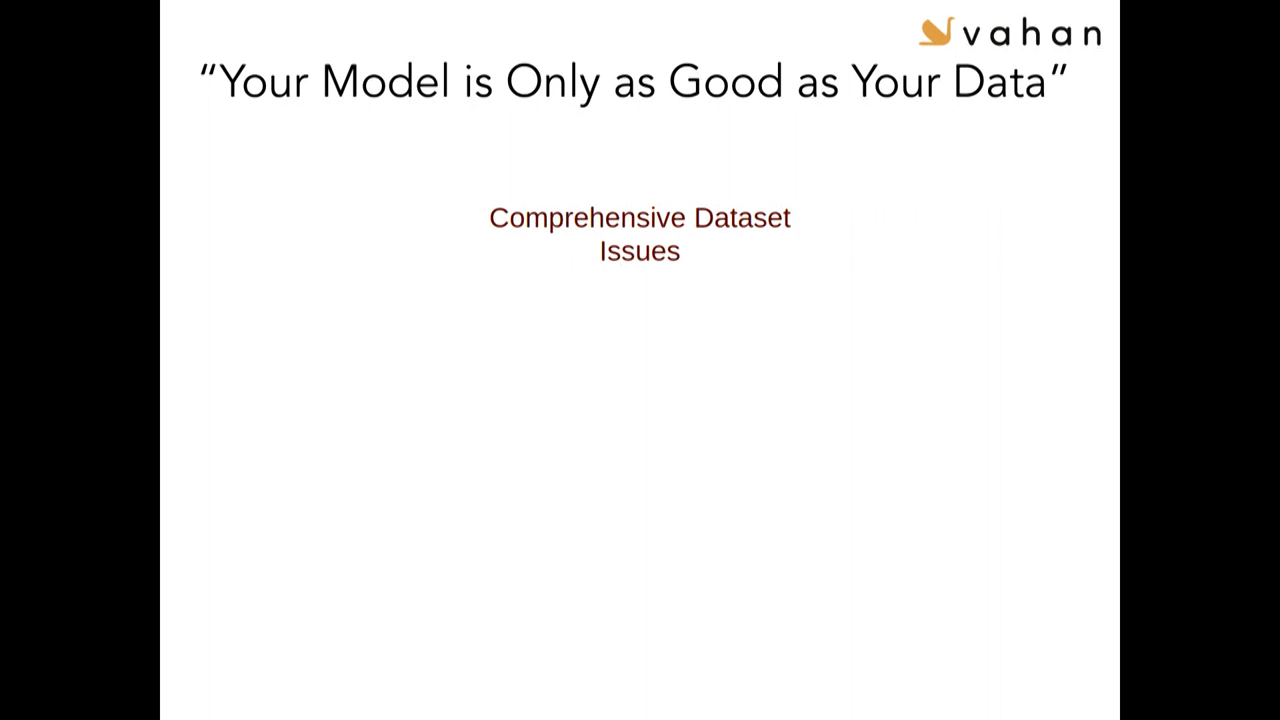 vahan
“Your Model is Only as Good as Your Data”
Comprehensive Dataset
Issues